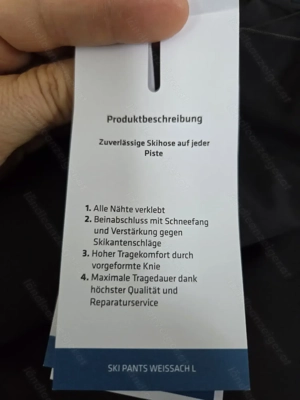 Produktbeschreibung
Zuverlässige Skihose auf jeder
Piste
1. Alle Nähte verklebt
2. Beinabschluss mit Schneefang
und Verstärkung gegen
Skikantenschläge
3. Hoher Tragekomfort durch
vorgeformte Knie
4. Maximale Tragedauer dank
höchster Qualität und
Reparaturservice
SKI PANTS WEISSACH L